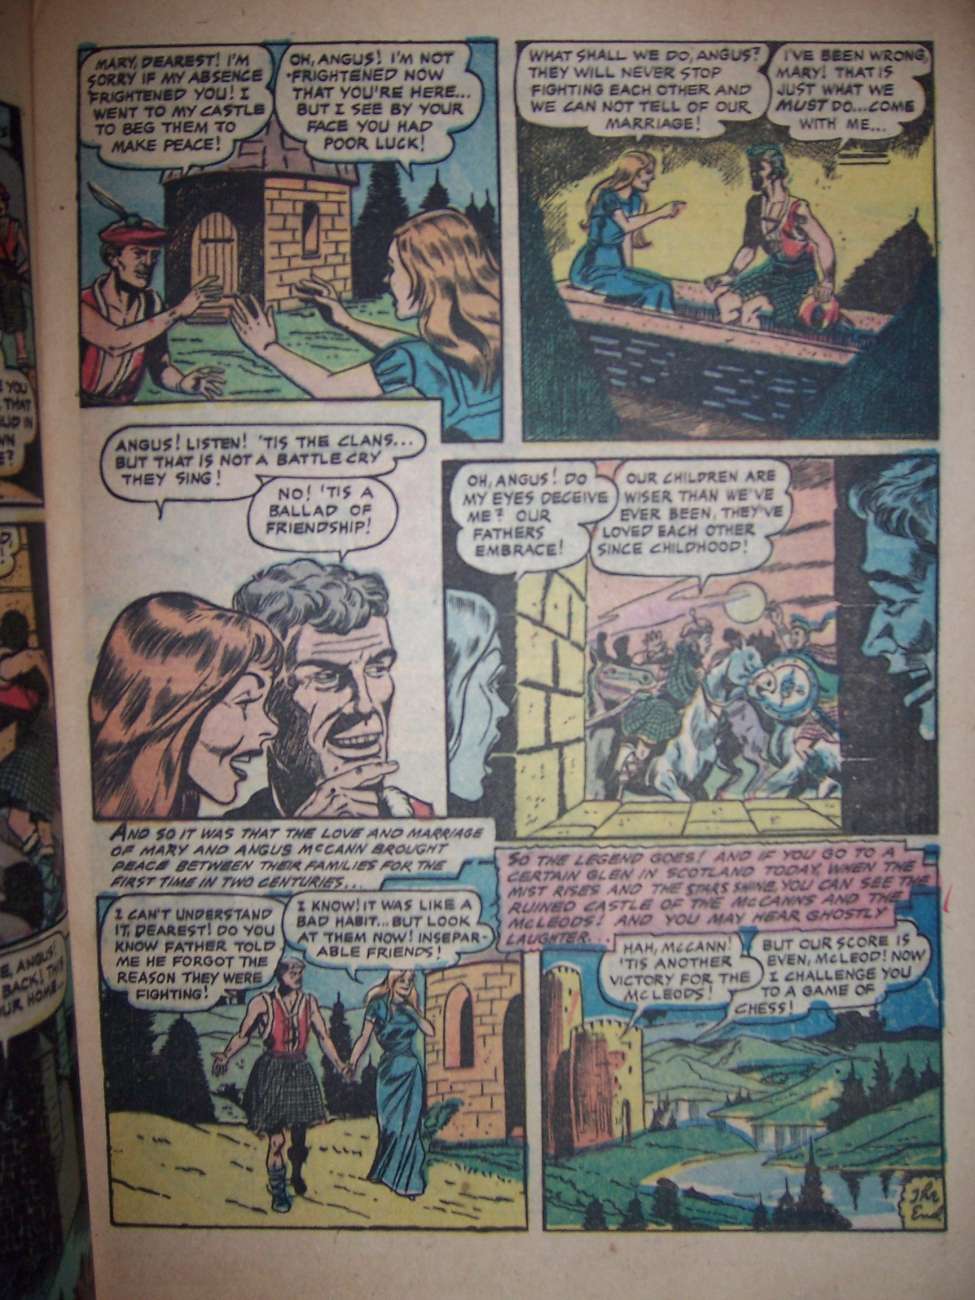 MARY, DEAREST! I'M
SORRY IF MY ABSENCE
FRIGHTENED YOU! I
WENT TO MY CASTLE
TO BEG THEM TO
MAKE PEACE!
OH, ANGUS! I'M NOT
FRIGHTENED NOW
THAT YOU'RE HERE...
BUT I SEE BY YOUR
FACE YOU HAD
POOR LUCK!
WHAT SHALL WE DO, ANGUS?
THEY WILL NEVER STOP
FIGHTING EACH OTHER AND
WE CAN NOT TELL OF OUR
MARRIAGE!
I'VE BEEN WRONG,
MARY! THAT IS
JUST WHAT WE
MUST DO...COME
WITH ME...
ANGUS! LISTEN! 'TIS THE CLANS...
BUT THAT IS NOT A BATTLE CRY
THEY SING!
NO! 'TIS A
BALLAD OF
FRIENDSHIP!
OH, ANGUS! DO
MY EYES DECEIVE
ME? OUR
FATHERS
EMBRACE!
OUR CHILDREN ARE
WISER THAN WE'VE
EVER BEEN, THEY'VE
LOVED EACH OTHER
SINCE CHILDHOOD!
AND SO IT WAS THAT THE LOVE AND MARRIAGE
OF MARY AND ANGUS MCCANN BROUGHT
PEACE BETWEEN THEIR FAMILIES FOR THE
FIRST TIME IN TWO CENTURIES...
I CAN'T UNDERSTAND
IT, DEAREST! DO YOU
KNOW FATHER TOLD
ME HE FORGOT THE
REASON THEY WERE
FIGHTING!
I KNOW! IT WAS LIKE A
BAD HABIT...BUT LOOK
AT THEM NOW! INSEPAR-
ABLE FRIENDS!
SO THE LEGEND GOES! AND IF YOU GO TO A
CERTAIN GLEN IN SCOTLAND TODAY, WHEN THE
MIST RISES AND THE STARS SHINE, YOU CAN SEE THE
RUINED CASTLE OF THE MCCANNS AND THE
MCLEODS! AND YOU MAY HEAR GHOSTLY
LAUGHTER...
HAH, MCCANN!
'TIS ANOTHER
VICTORY FOR THE
MCLEODS!
BUT OUR SCORE IS
EVEN, MCLEOD! NOW
I CHALLENGE YOU
TO A GAME OF
CHESS!
The
End
YOU
THAT
IN
ANGUS!
BACK!
OUR HOME...